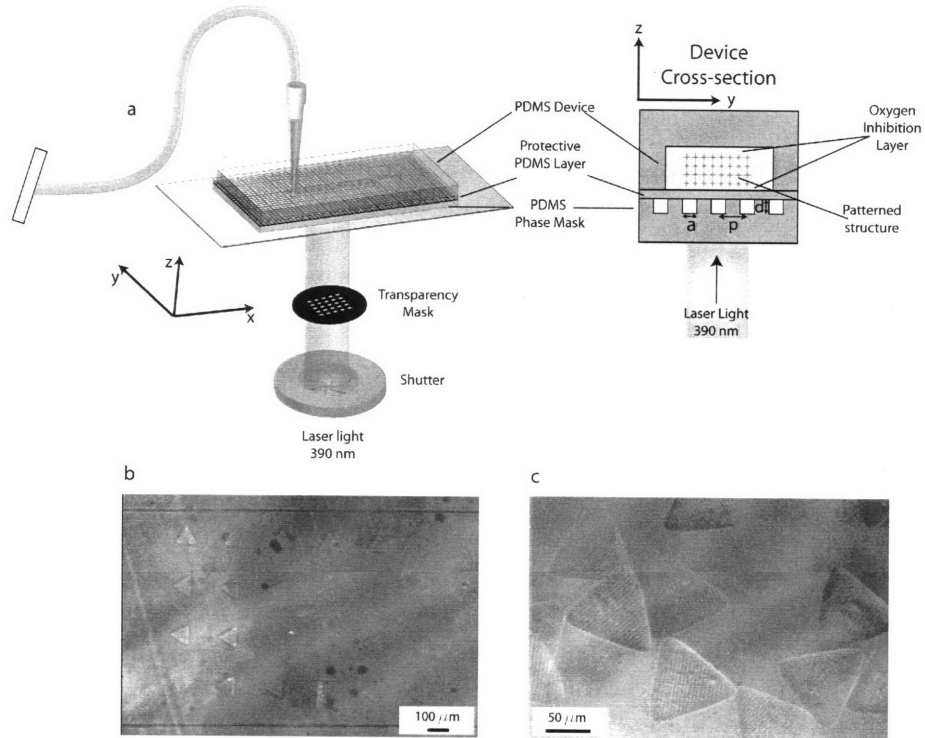 a
PDMS Device
Protective
PDMS Layer
PDMS
Phase Mask
z
y
x
Transparency
Mask
Shutter
Laser light
390 nm
z
Device
Cross-section
y
Oxygen
Inhibition
Layer
d
a
p
Patterned
structure
Laser Light
390 nm
b
100 μm
c
50 μm